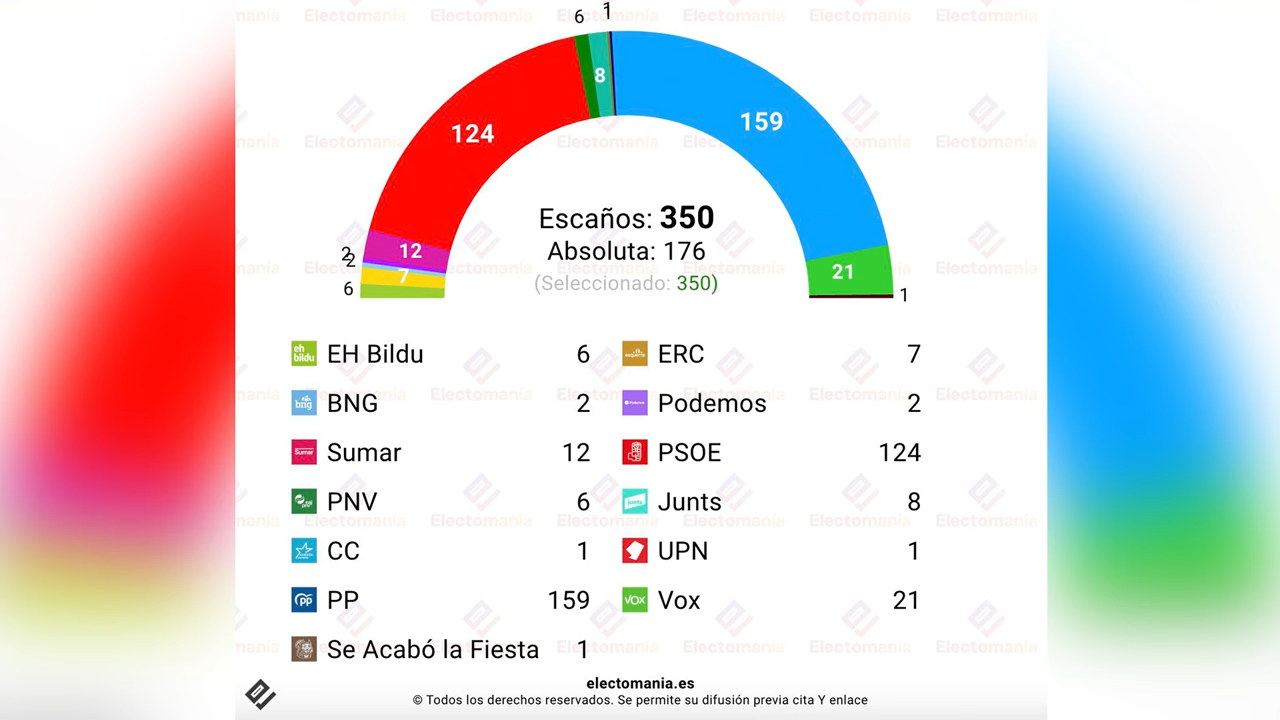 6 1
8
124 159
Escaños: 350
Absoluta: 176
(Seleccionado: 350)
2
2
12
7
6
21
1
EH Bildu 6 ERC 7
BNG 2 Podemos 2
Sumar 12 PSOE 124
PNV 6 Junts 8
CC 1 UPN 1
PP 159 Vox 21
Se Acabó la Fiesta 1
electomania.es
© Todos los derechos reservados. Se permite su difusión previa cita Y enlace
Electomanía